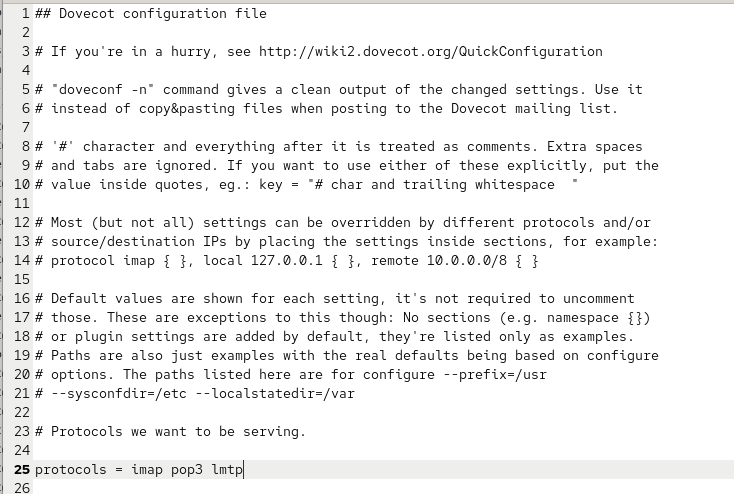 1 ## Dovecot configuration file
2
3 # If you're in a hurry, see http://wiki2.dovecot.org/QuickConfiguration
4
5 # "doveconf -n" command gives a clean output of the changed settings. Use it
6 # instead of copy&pasting files when posting to the Dovecot mailing list.
7
8 # '#' character and everything after it is treated as comments. Extra spaces
9 # and tabs are ignored. If you want to use either of these explicitly, put the
10 # value inside quotes, eg.: key = "# char and trailing whitespace  "
11
12 # Most (but not all) settings can be overridden by different protocols and/or
13 # source/destination IPs by placing the settings inside sections, for example:
14 # protocol imap { }, local 127.0.0.1 { }, remote 10.0.0.0/8 { }
15
16 # Default values are shown for each setting, it's not required to uncomment
17 # those. These are exceptions to this though: No sections (e.g. namespace {})
18 # or plugin settings are added by default, they're listed only as examples.
19 # Paths are also just examples with the real defaults being based on configure
20 # options. The paths listed here are for configure --prefix=/usr
21 # --sysconfdir=/etc --localstatedir=/var
22
23 # Protocols we want to be serving.
24
25 protocols = imap pop3 lmtp
26